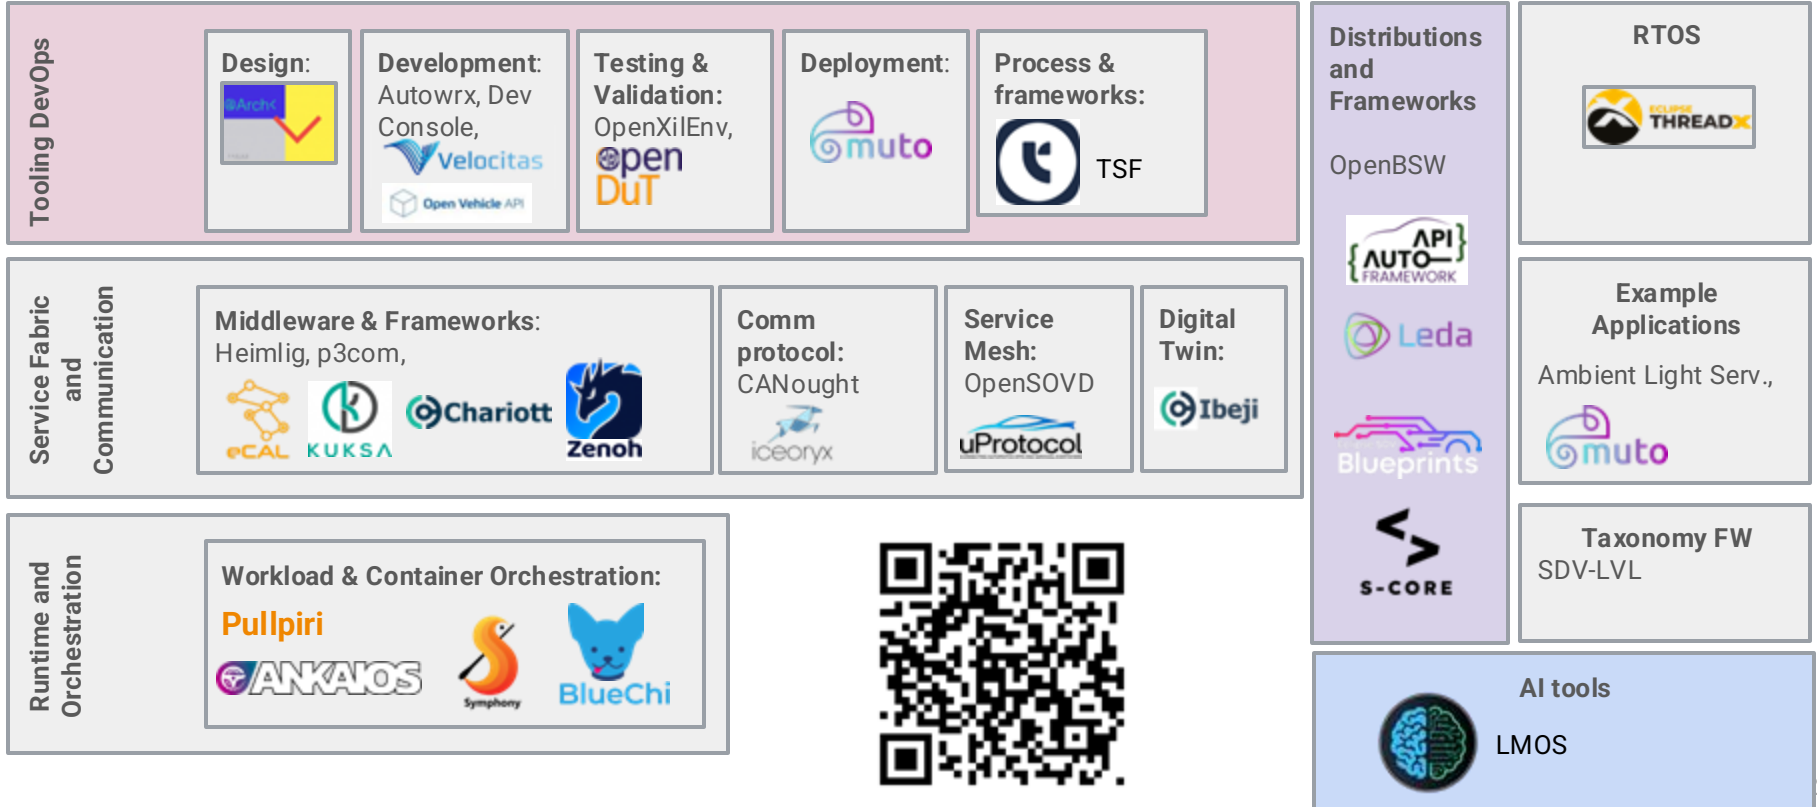 Tooling DevOps
Design:
@Arch<
Development:
Autowrx, Dev
Console,
Velocitas
Open Vehicle API
Testing &
Validation:
OpenXilEnv,
OPEN
DUT
Deployment:
muto
Process &
frameworks:
TSF
Service Fabric
and
Communication
Middleware & Frameworks:
Heimlig, p3com,
eCAL
KUKSA
Chariott
Zenoh
Comm
protocol:
CANought
iceoryx
Service
Mesh:
OpenSOVD
uProtocol
Digital
Twin:
Ibeji
Runtime and
Orchestration
Workload & Container Orchestration:
Pullpiri
ANKAIOS
Symphony
BlueChi
Distributions
and
Frameworks
OpenBSW
{ API }
AUTO
FRAMEWORK
Leda
Blueprints
S-CORE
RTOS
ECLIPSE
THREADX
Example
Applications
Ambient Light Serv.,
muto
Taxonomy FW
SDV-LVL
AI tools
LMOS